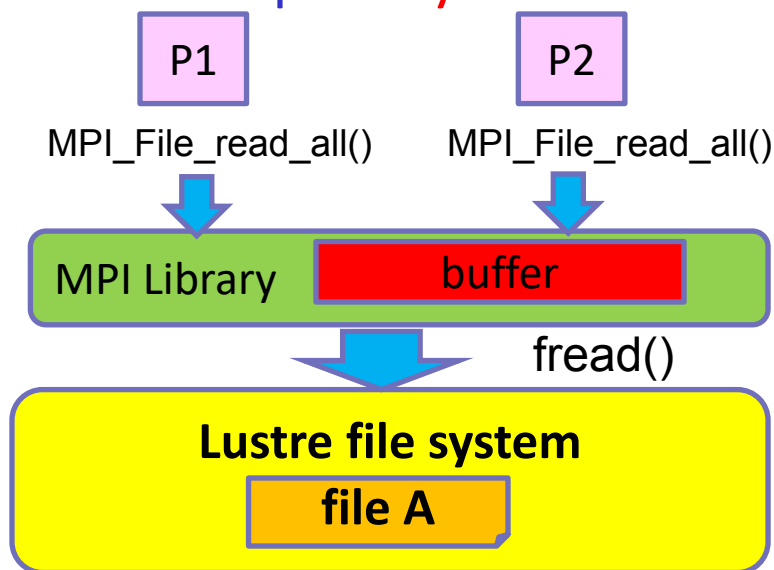 P1
P2
MPI_File_read_all()
MPI_File_read_all()
MPI Library
buffer
fread()
Lustre file system
file A